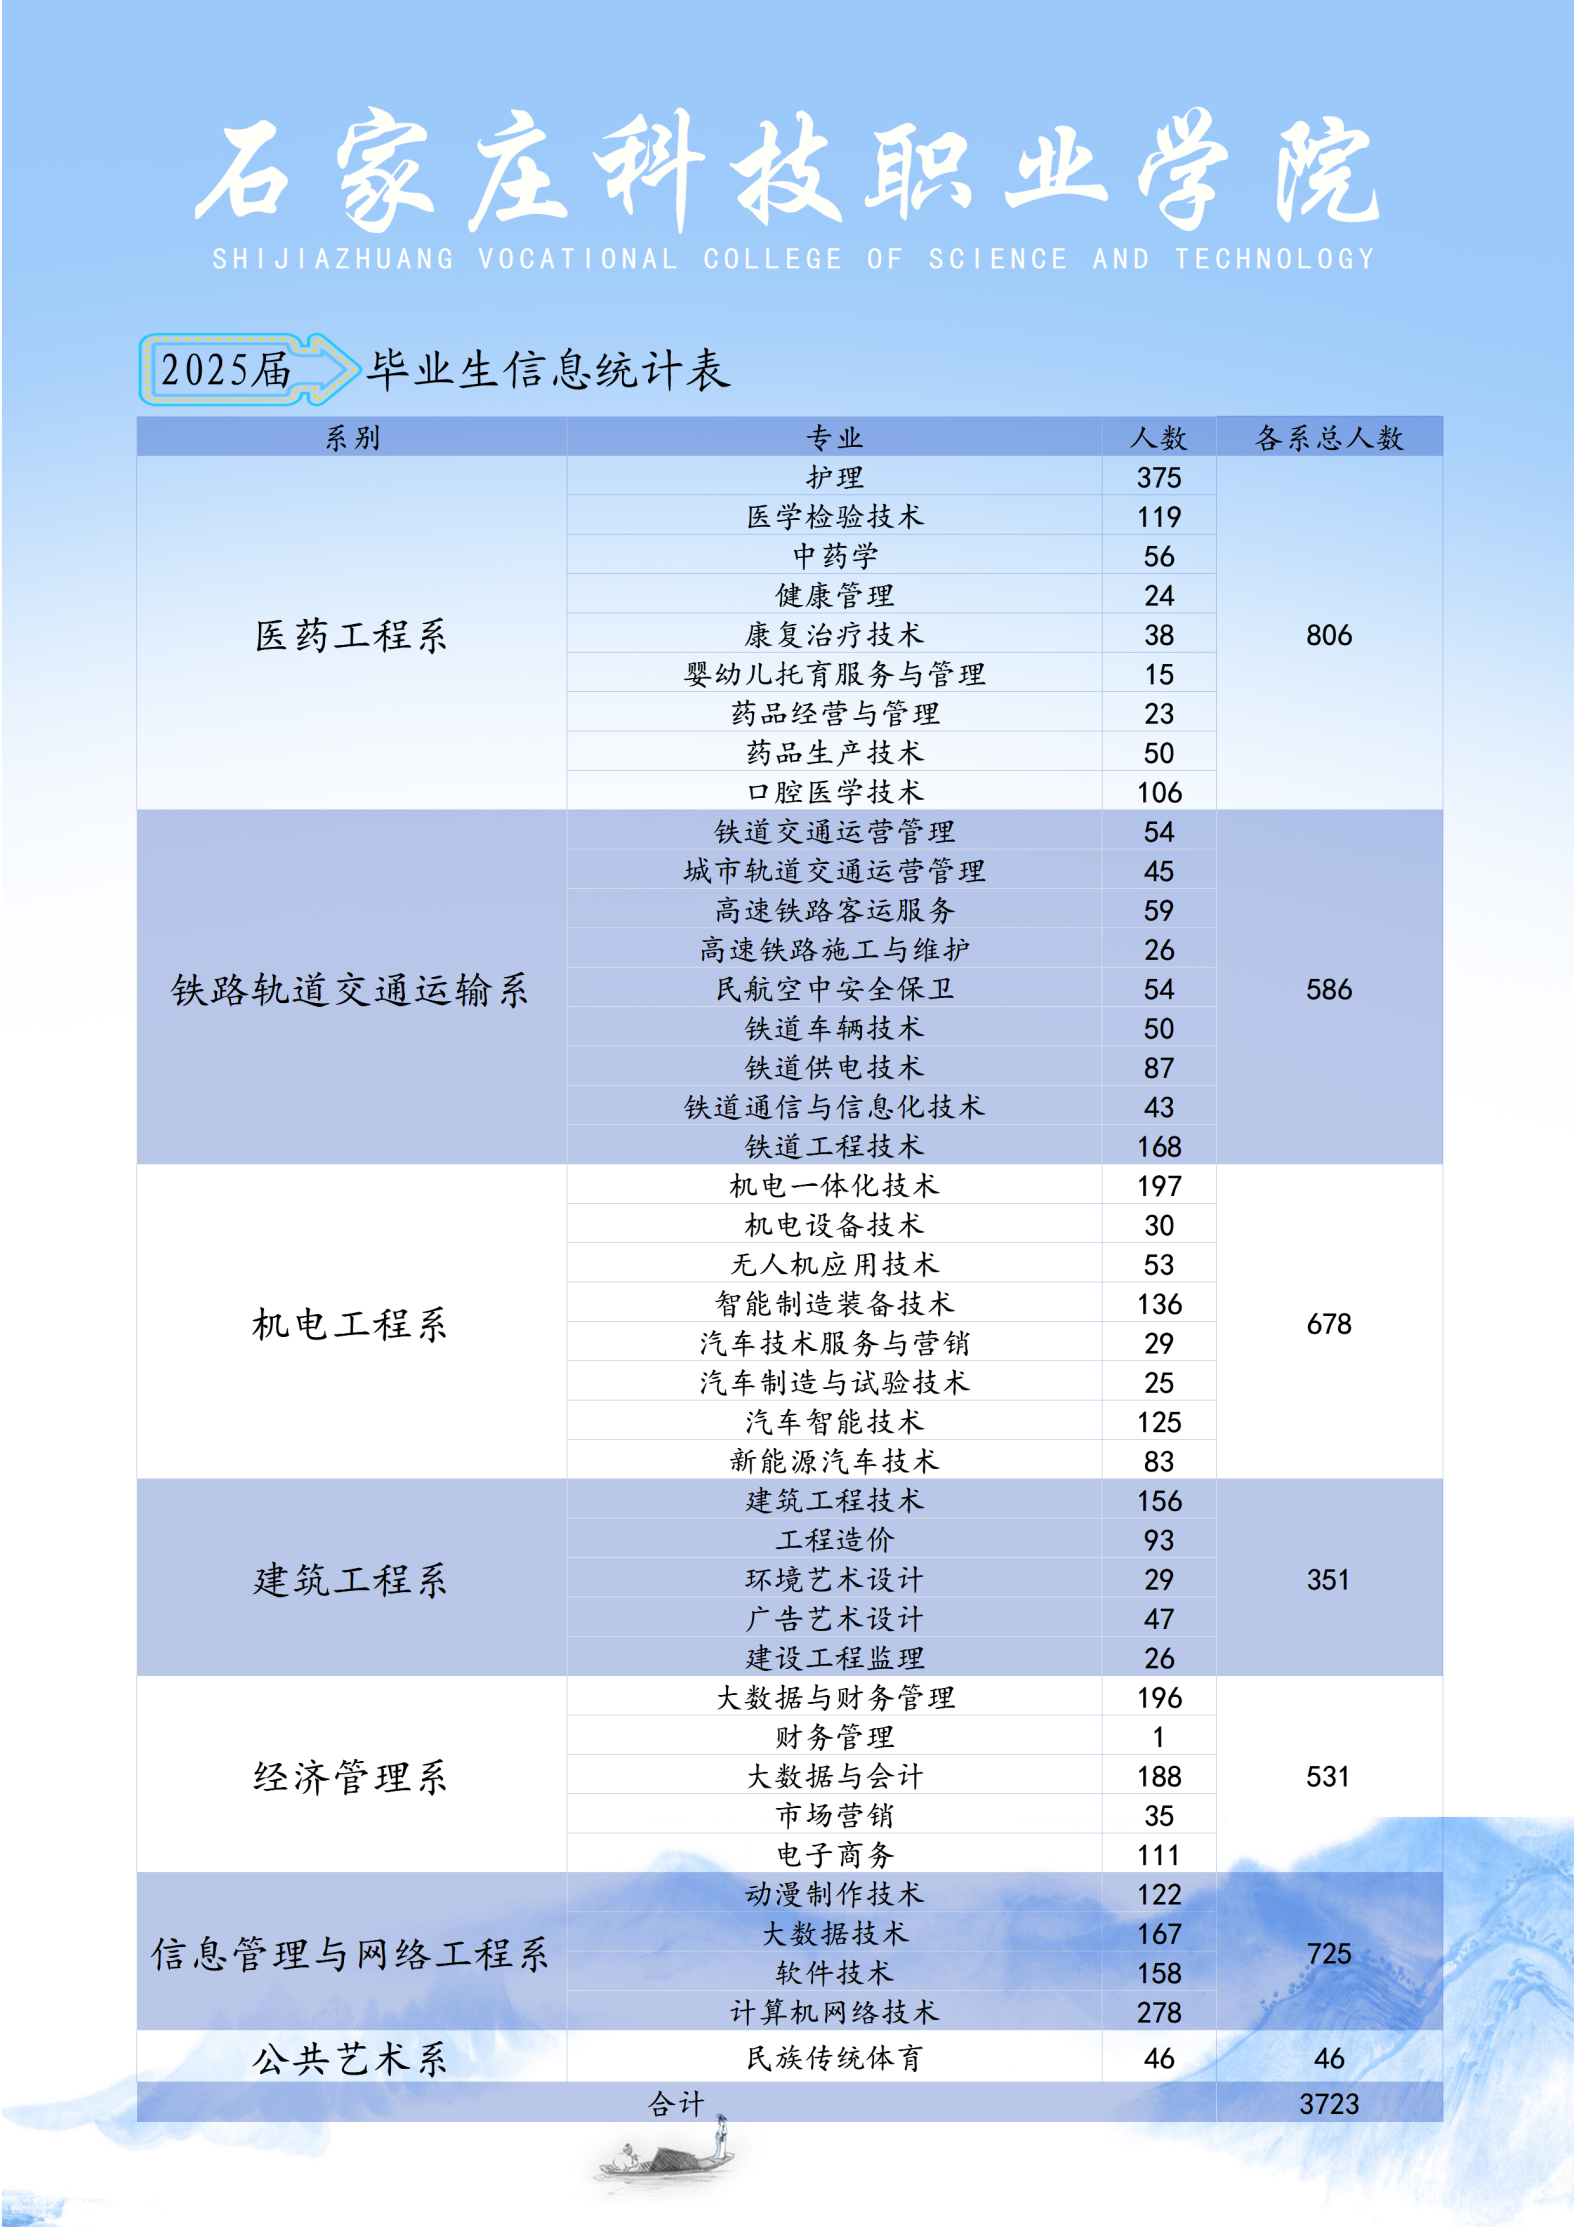 石家庄科技职业学院
SHIJIAZHUANG VOCATIONAL COLLEGE OF SCIENCE AND TECHNOLOGY
2025届 毕业生信息统计表
系别 专业 人数 各系总人数
医药工程系 护理 375 806
医学检验技术 119
中药学 56
健康管理 24
康复治疗技术 38
婴幼儿托育服务与管理 15
药品经营与管理 23
药品生产技术 50
口腔医学技术 106
铁路轨道交通运输系 铁道交通运营管理 54 586
城市轨道交通运营管理 45
高速铁路客运服务 59
高速铁路施工与维护 26
民航空中安全保卫 54
铁道车辆技术 50
铁道供电技术 87
铁道通信与信息化技术 43
铁道工程技术 168
机电工程系 机电一体化技术 197 678
机电设备技术 30
无人机应用技术 53
智能制造装备技术 136
汽车技术服务与营销 29
汽车制造与试验技术 25
汽车智能技术 125
新能源汽车技术 83
建筑工程系 建筑工程技术 156 351
工程造价 93
环境艺术设计 29
广告艺术设计 47
建设工程监理 26
经济管理系 大数据与财务管理 196 531
财务管理 1
大数据与会计 188
市场营销 35
电子商务 111
信息管理与网络工程系 动漫制作技术 122 725
大数据技术 167
软件技术 158
计算机网络技术 278
公共艺术系 民族传统体育 46 46
合计 3723